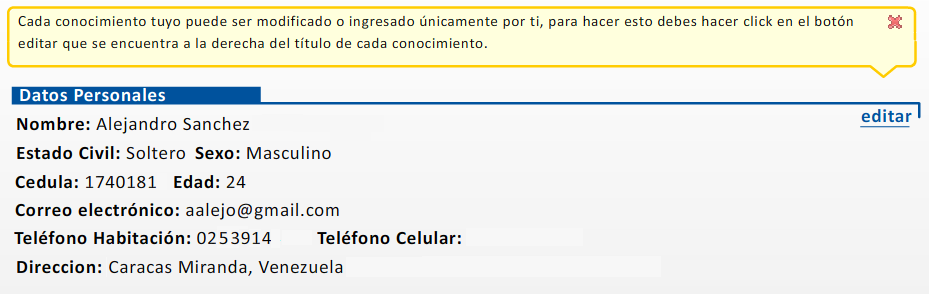 Cada conocimiento tuyo puede ser modificado o ingresado únicamente por ti, para hacer esto debes hacer click en el botón
editar que se encuentra a la derecha del título de cada conocimiento.
Datos Personales
editar
Nombre: Alejandro Sanchez
Estado Civil: Soltero Sexo: Masculino
Cedula: 1740181 Edad: 24
Correo electrónico: aalejo@gmail.com
Teléfono Habitación: 0253914 Teléfono Celular:
Direccion: Caracas Miranda, Venezuela